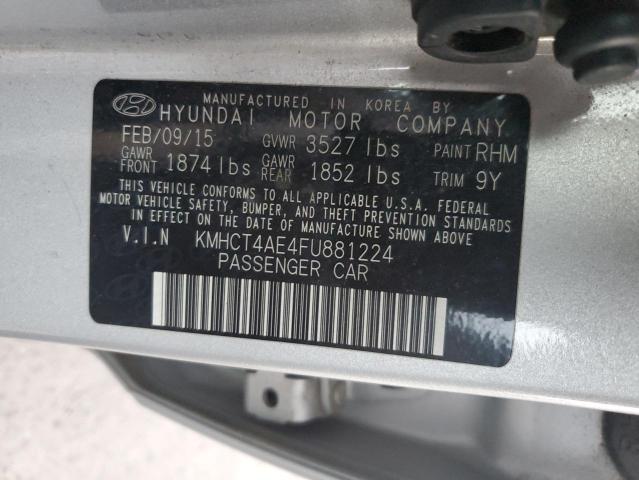 MANUFACTURED IN KOREA BY
HYUNDAI MOTOR COMPANY
FEB/09/15 GVWR 3527 lbs PAINT RHM
GAWR FRONT 1874 lbs GAWR REAR 1852 lbs TRIM 9Y
THIS VEHICLE CONFORMS TO ALL APPLICABLE U.S.A. FEDERAL
MOTOR VEHICLE SAFETY, BUMPER, AND THEFT PREVENTION STANDARDS
IN EFFECT ON THE DATE OF MANUFACTURE SHOWN ABOVE
V.I.N KMHCT4AE4FU881224
PASSENGER CAR